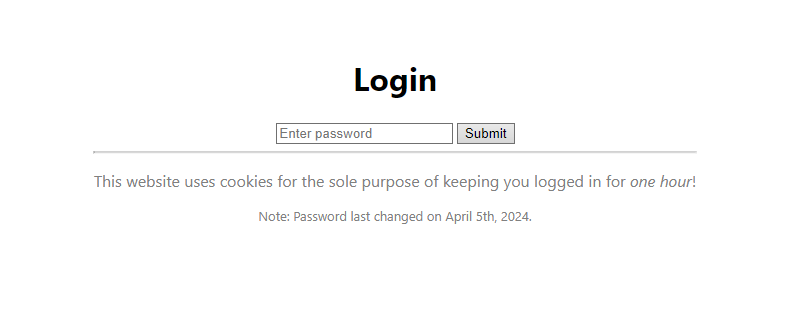 Login
Enter password Submit
This website uses cookies for the sole purpose of keeping you logged in for one hour!
Note: Password last changed on April 5th, 2024.